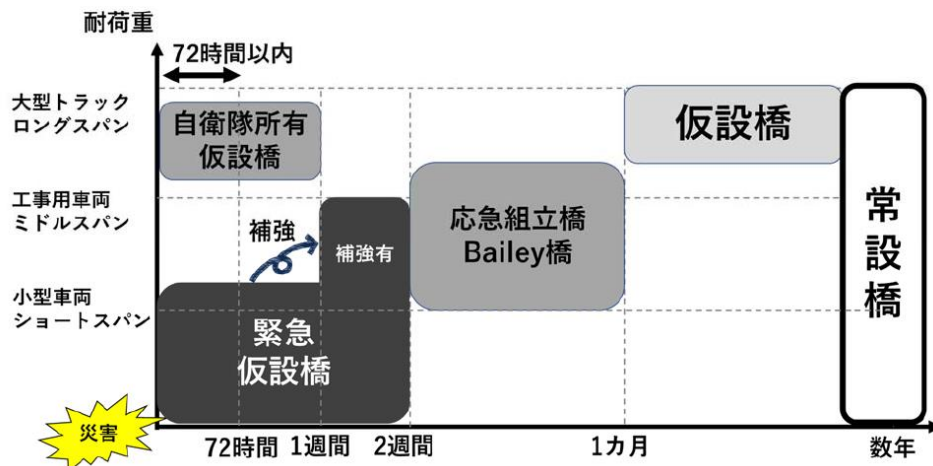 耐荷重
72時間以内
大型トラック
ロングスパン
自衛隊所有
仮設橋
仮設橋
工事用車両
ミドルスパン
補強
補強有
応急組立橋
Bailey橋
常設橋
小型車両
ショートスパン
緊急
仮設橋
災害
72時間
1週間
2週間
1カ月
数年